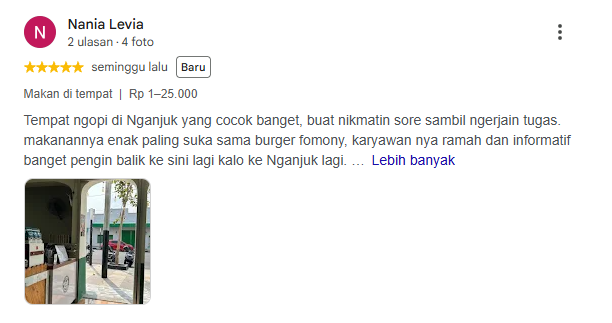 N
Nania Levia
2 ulasan · 4 foto
seminggu lalu Baru
Makan di tempat | Rp 1–25.000
Tempat ngopi di Nganjuk yang cocok banget, buat nikmatin sore sambil ngerjain tugas.
makanannya enak paling suka sama burger fomony, karyawan nya ramah dan informatif
banget pengin balik ke sini lagi kalo ke Nganjuk lagi. … Lebih banyak